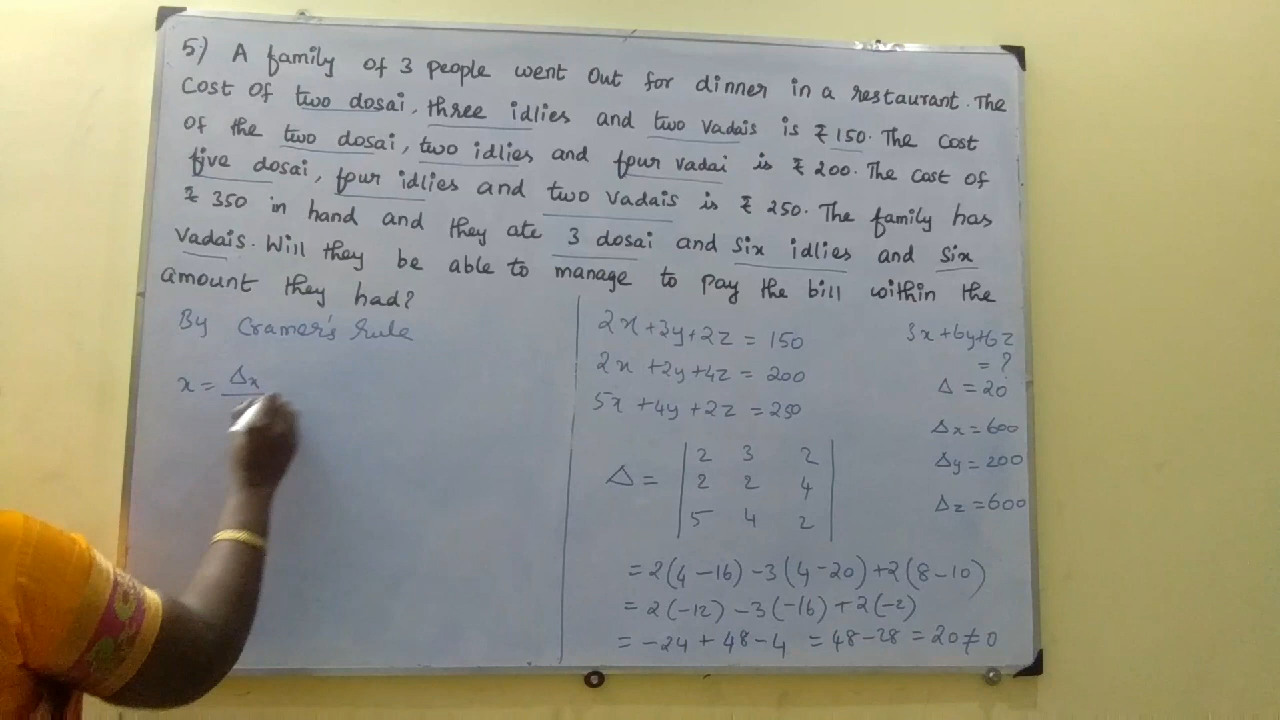 5) A family of 3 people went out for dinner in a restaurant. The
Cost of two dosai, three idlies and two Vadais is ₹ 150. The cost
of the two dosai, two idlies and four vadai is ₹ 200. The cost of
five dosai, four idlies and two Vadais is ₹ 250. The family has
₹ 350 in hand and they ate 3 dosai and six idlies and six
Vadais. Will they be able to manage to pay the bill within the
amount they had?
By Cramer's rule
x = Δx
2x+3y+2z = 150
2x+2y+4z = 200
5x+4y+2z = 250
Δ = | 2 3 2 |
| 2 2 4 |
| 5 4 2 |
= 2(4-16) -3(4-20) +2(8-10)
= 2(-12) -3(-16) +2(-2)
= -24 + 48 - 4 = 48-28 = 20 ≠ 0
3x+6y+6z
= ?
Δ = 20
Δx = 600
Δy = 200
Δz = 600